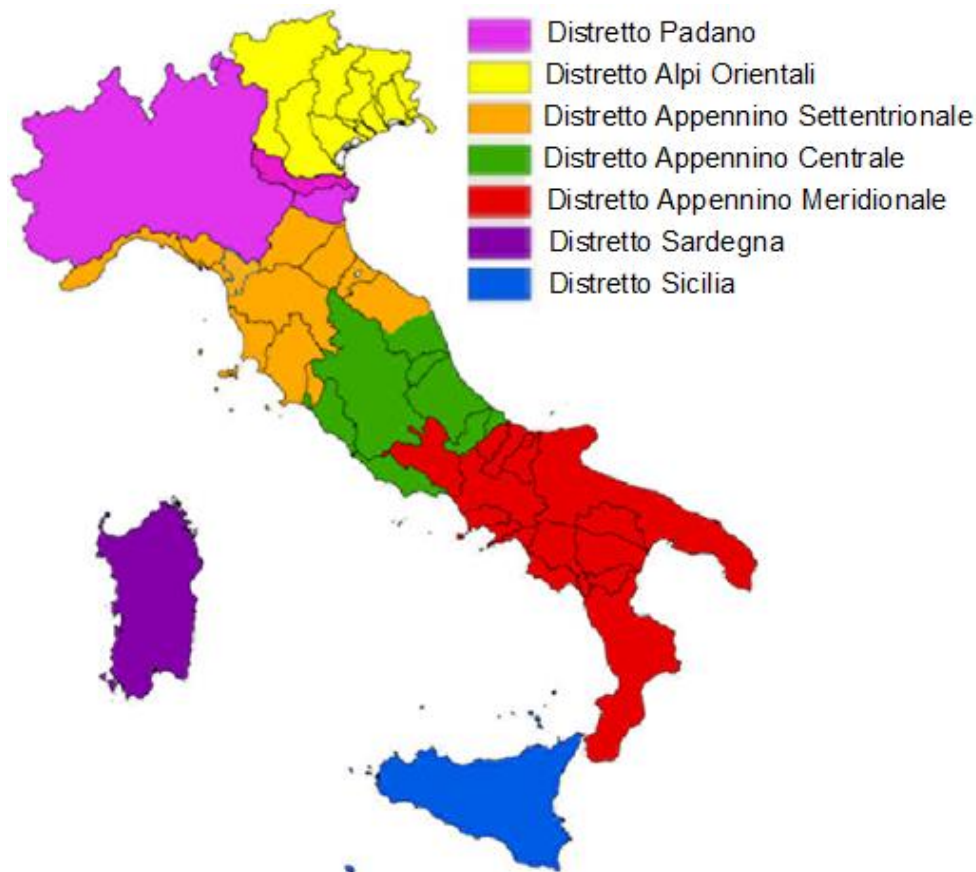 Distretto Padano
Distretto Alpi Orientali
Distretto Appennino Settentrionale
Distretto Appennino Centrale
Distretto Appennino Meridionale
Distretto Sardegna
Distretto Sicilia